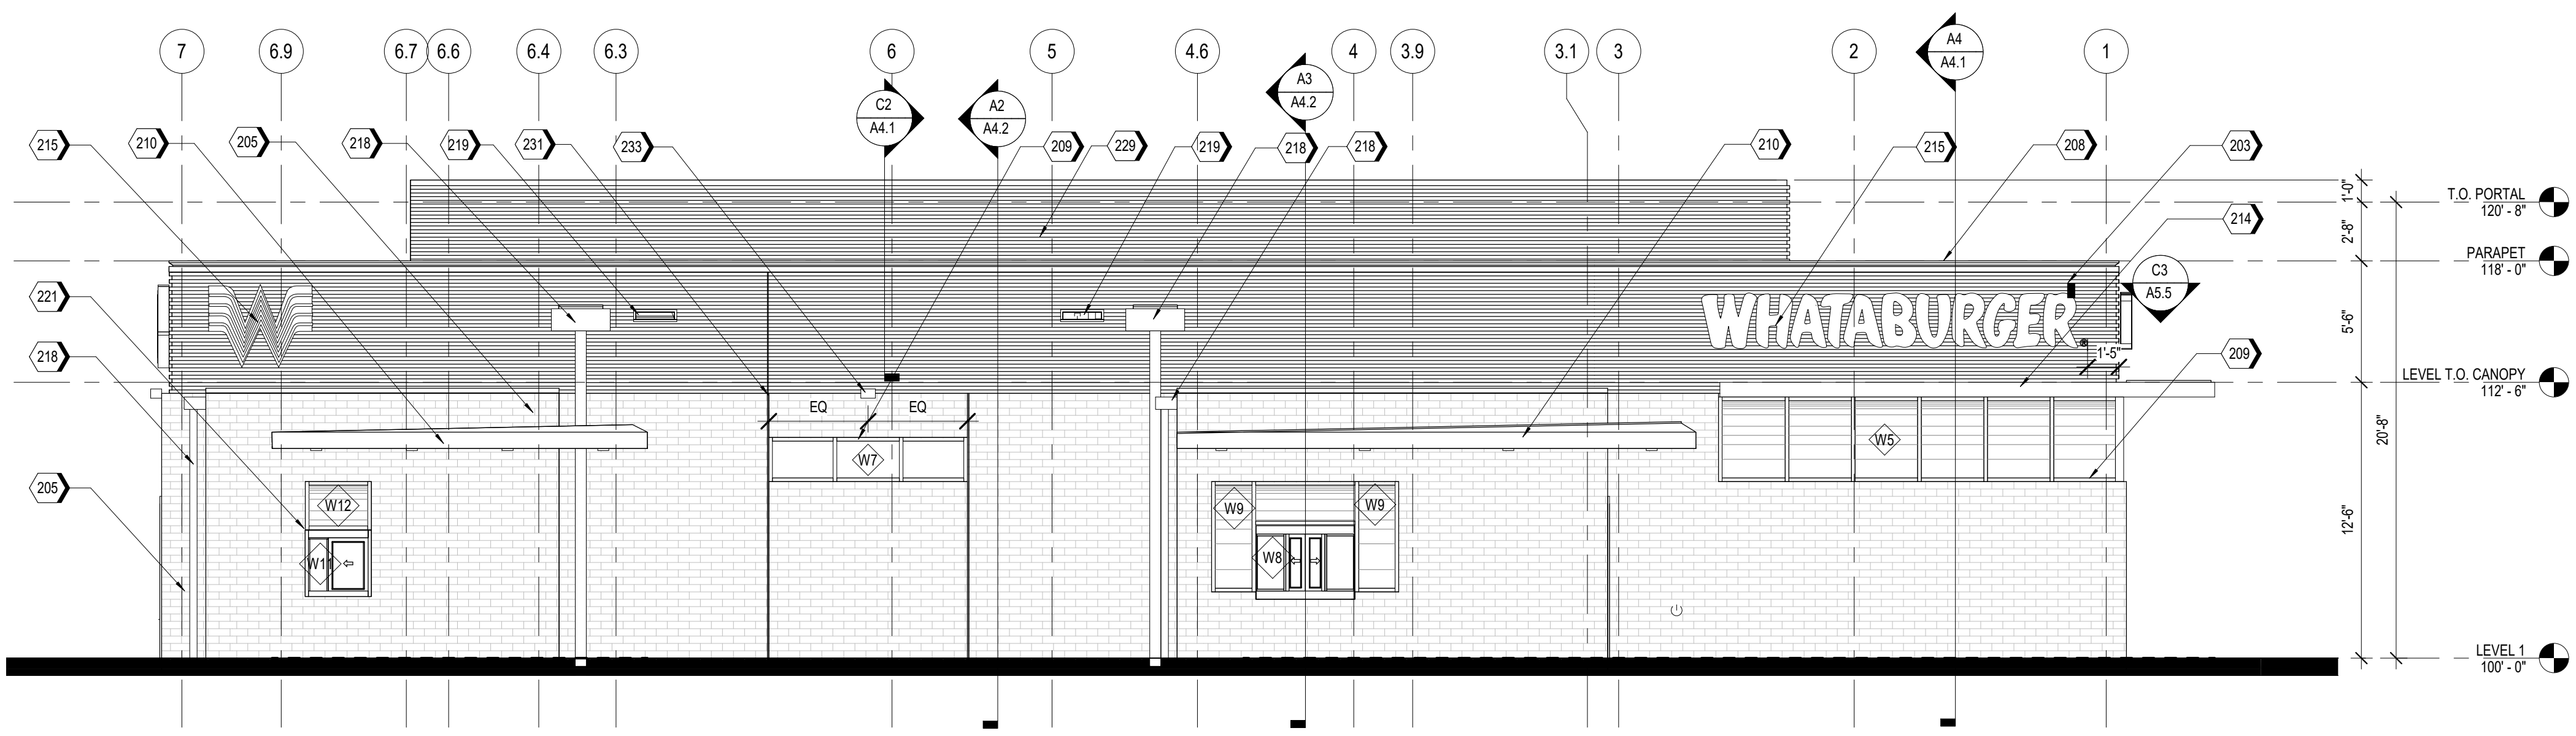 7
6.9
6.7
6.6
6.4
6.3
6
5
4.6
4
3.9
3.1
3
2
1
C2
A4.1
A2
A4.2
A3
A4.2
A4
A4.1
215
210
205
218
219
231
233
209
229
219
218
218
210
215
208
203
1'-0"
T.O. PORTAL
120' - 8"
214
2'-8"
PARAPET
118' - 0"
C3
A5.5
221
WHATABURGER®
5'-6"
1'-5"
218
209
LEVEL T.O. CANOPY
112' - 6"
EQ
EQ
20'-8"
W7
W5
205
W12
W9
W9
12'-6"
W11
W8
LEVEL 1
100' - 0"